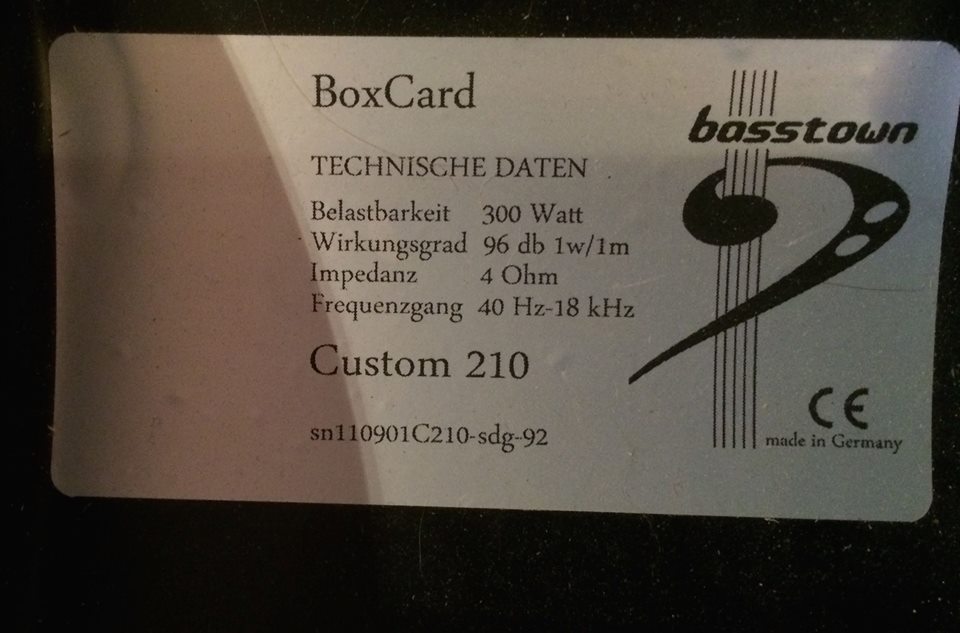 BoxCard
basstown
TECHNISCHE DATEN
Belastbarkeit 300 Watt
Wirkungsgrad 96 db 1w/1m
Impedanz 4 Ohm
Frequenzgang 40 Hz-18 kHz
Custom 210
sn110901C210-sdg-92
CE
made in Germany